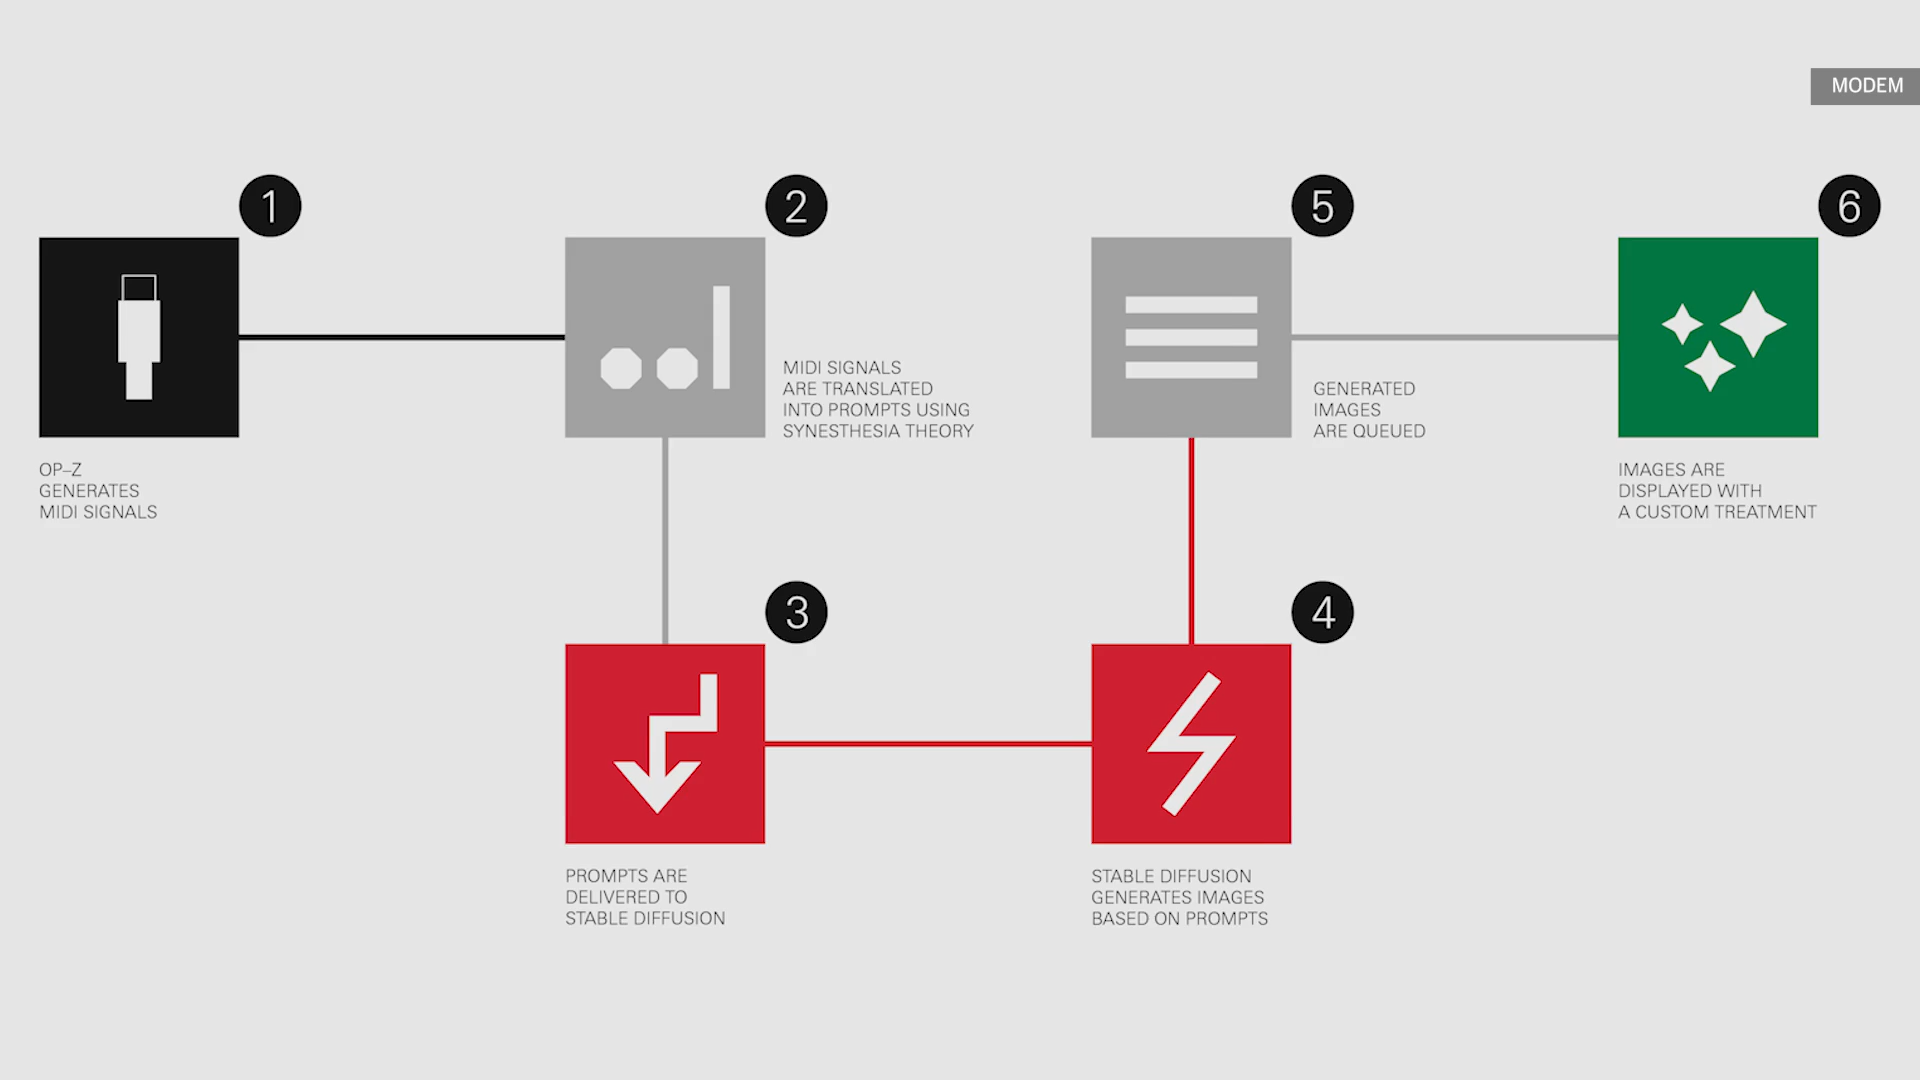 MODEM
1
OP–Z
GENERATES
MIDI SIGNALS
2
MIDI SIGNALS
ARE TRANSLATED
INTO PROMPTS USING
SYNESTHESIA THEORY
3
PROMPTS ARE
DELIVERED TO
STABLE DIFFUSION
4
STABLE DIFFUSION
GENERATES IMAGES
BASED ON PROMPTS
5
GENERATED
IMAGES
ARE QUEUED
6
IMAGES ARE
DISPLAYED WITH
A CUSTOM TREATMENT